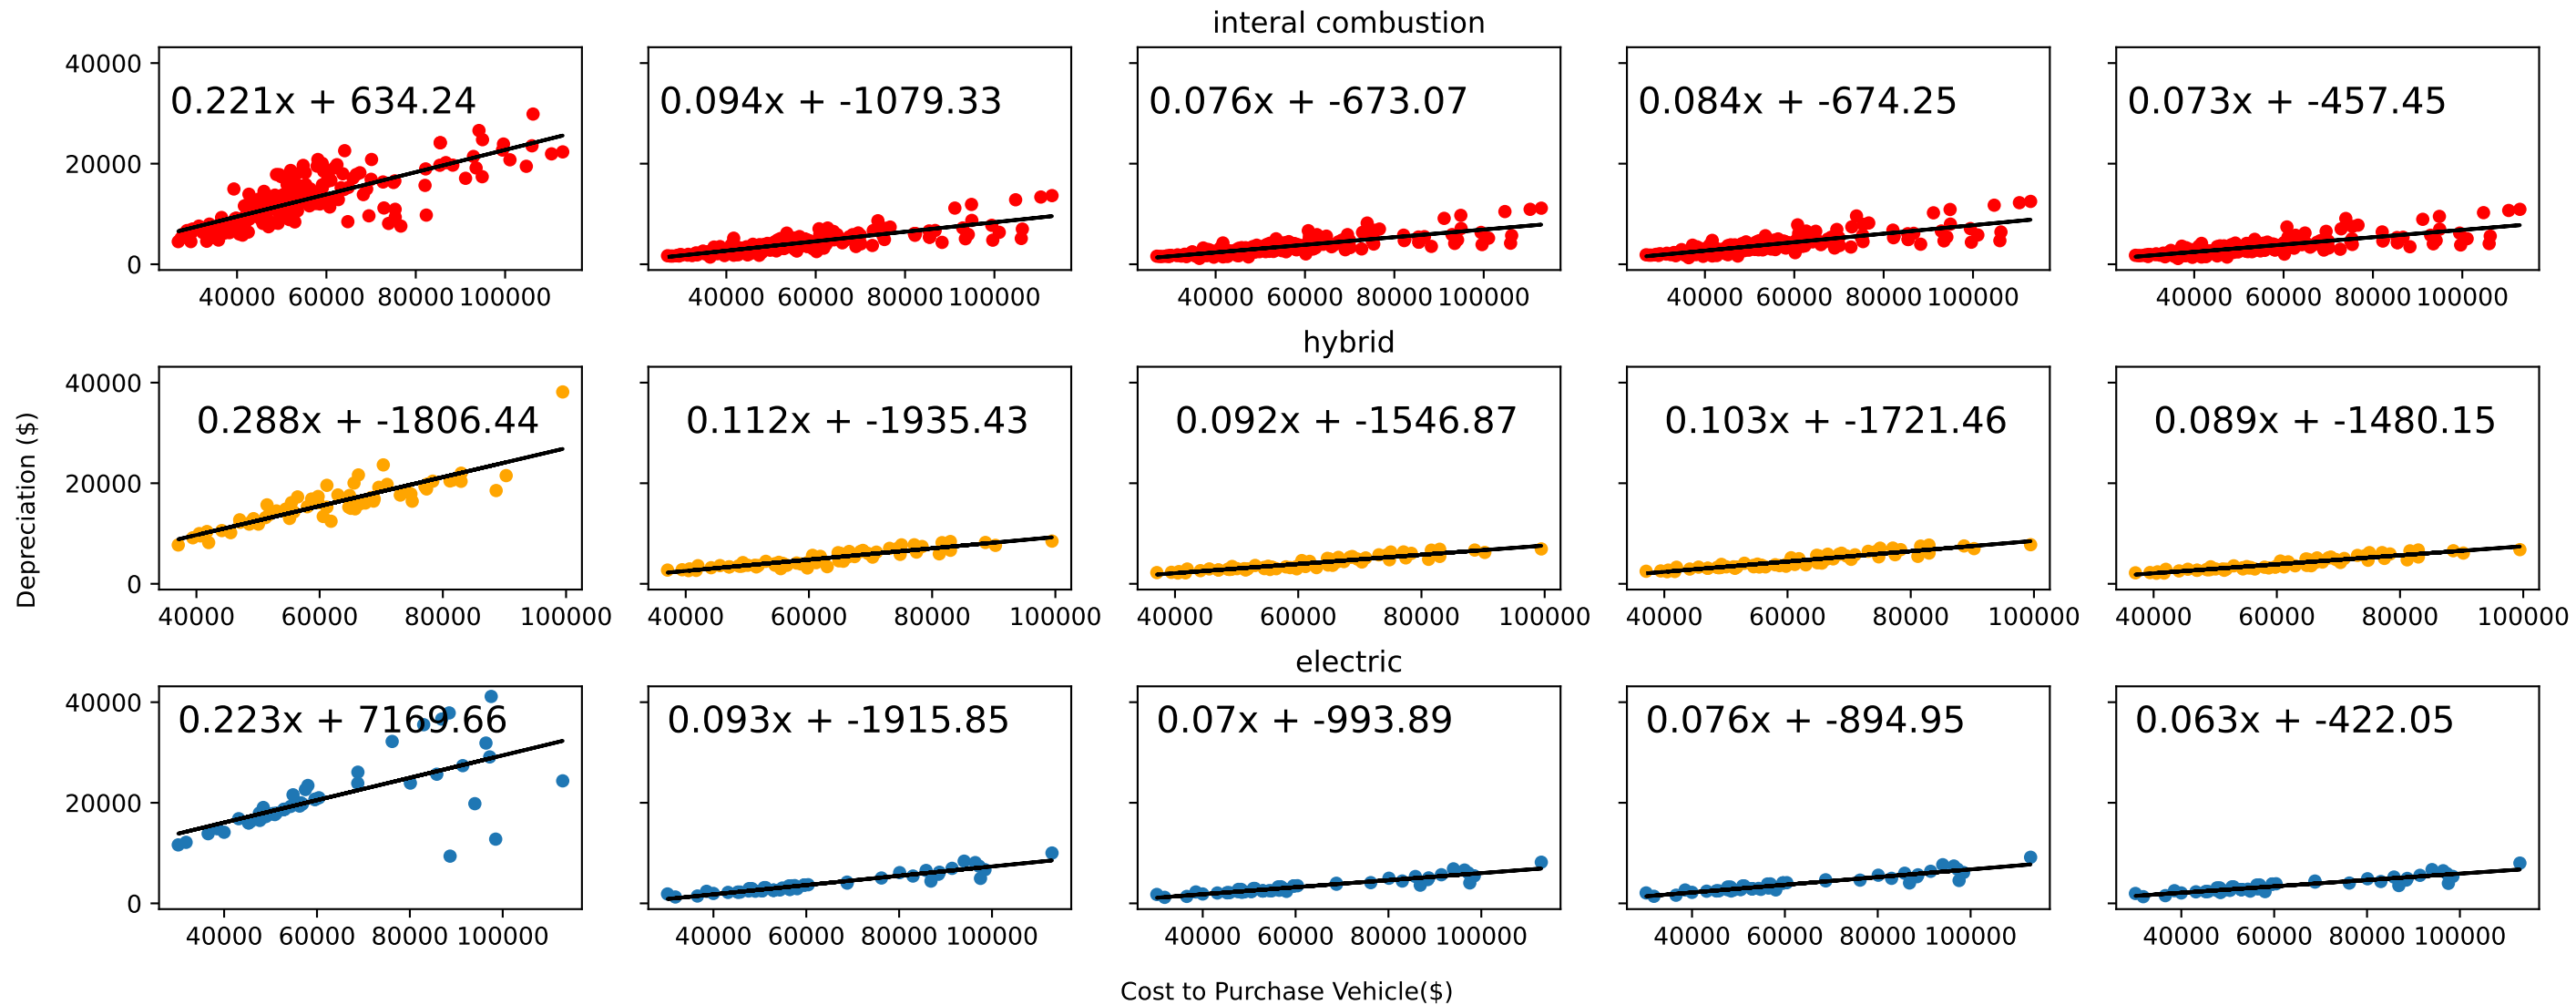 interal combustion
40000
20000
0
0.221x + 634.24
0.094x + -1079.33
0.076x + -673.07
0.084x + -674.25
0.073x + -457.45
40000 60000 80000 100000
40000 60000 80000 100000
40000 60000 80000 100000
40000 60000 80000 100000
40000 60000 80000 100000
hybrid
40000
20000
0
0.288x + -1806.44
0.112x + -1935.43
0.092x + -1546.87
0.103x + -1721.46
0.089x + -1480.15
40000 60000 80000 100000
40000 60000 80000 100000
40000 60000 80000 100000
40000 60000 80000 100000
40000 60000 80000 100000
Depreciation ($)
electric
40000
20000
0
0.223x + 7169.66
0.093x + -1915.85
0.07x + -993.89
0.076x + -894.95
0.063x + -422.05
40000 60000 80000 100000
40000 60000 80000 100000
40000 60000 80000 100000
40000 60000 80000 100000
40000 60000 80000 100000
Cost to Purchase Vehicle($)